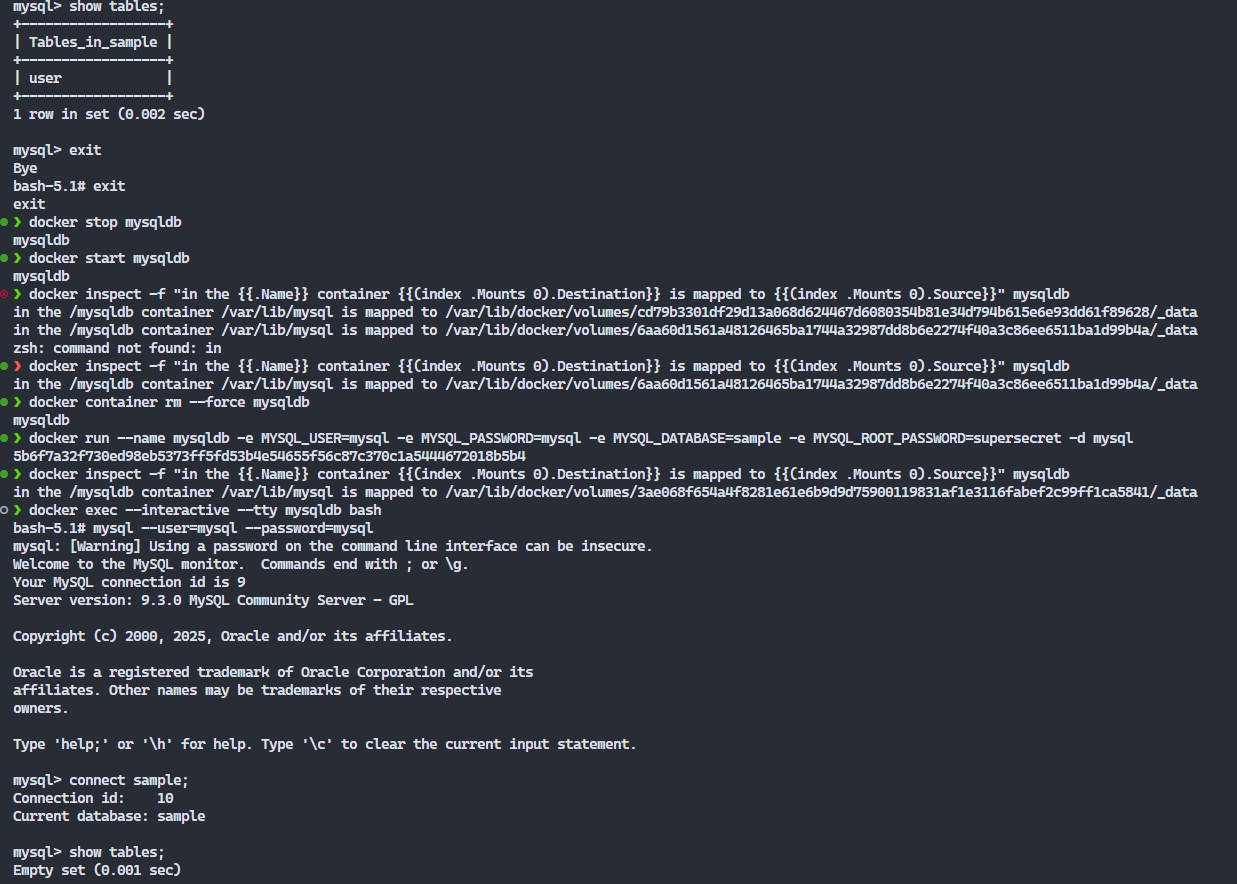 mysql> show tables;
+------------------+
| Tables_in_sample |
+------------------+
| user             |
+------------------+
1 row in set (0.002 sec)

mysql> exit
Bye
bash-5.1# exit
exit
❯ docker stop mysqldb
mysqldb
❯ docker start mysqldb
mysqldb
❯ docker inspect -f "in the {{.Name}} container {{(index .Mounts 0).Destination}} is mapped to {{(index .Mounts 0).Source}}" mysqldb
in the /mysqldb container /var/lib/mysql is mapped to /var/lib/docker/volumes/cd79b3301df29d13a068d624467d6080354b81e34d794b615e6e93dd61f89628/_data
in the /mysqldb container /var/lib/mysql is mapped to /var/lib/docker/volumes/6aa60d1561a48126465ba1744a32987dd8b6e2274f40a3c86ee6511ba1d99b4a/_data
zsh: command not found: in
❯ docker inspect -f "in the {{.Name}} container {{(index .Mounts 0).Destination}} is mapped to {{(index .Mounts 0).Source}}" mysqldb
in the /mysqldb container /var/lib/mysql is mapped to /var/lib/docker/volumes/6aa60d1561a48126465ba1744a32987dd8b6e2274f40a3c86ee6511ba1d99b4a/_data
❯ docker container rm --force mysqldb
mysqldb
❯ docker run --name mysqldb -e MYSQL_USER=mysql -e MYSQL_PASSWORD=mysql -e MYSQL_DATABASE=sample -e MYSQL_ROOT_PASSWORD=supersecret -d mysql
5b6f7a32f730ed98eb5373ff5fd53b4e54655f56c87c370c1a5444672018b5b4
❯ docker inspect -f "in the {{.Name}} container {{(index .Mounts 0).Destination}} is mapped to {{(index .Mounts 0).Source}}" mysqldb
in the /mysqldb container /var/lib/mysql is mapped to /var/lib/docker/volumes/3ae068f654a4f8281e61e6b9d9d75900119831af1e3116fabef2c99ff1ca5841/_data
❯ docker exec --interactive --tty mysqldb bash
bash-5.1# mysql --user=mysql --password=mysql
mysql: [Warning] Using a password on the command line interface can be insecure.
Welcome to the MySQL monitor.  Commands end with ; or \g.
Your MySQL connection id is 9
Server version: 9.3.0 MySQL Community Server - GPL

Copyright (c) 2000, 2025, Oracle and/or its affiliates.

Oracle is a registered trademark of Oracle Corporation and/or its
affiliates. Other names may be trademarks of their respective
owners.

Type 'help;' or '\h' for help. Type '\c' to clear the current input statement.

mysql> connect sample;
Connection id:    10
Current database: sample

mysql> show tables;
Empty set (0.001 sec)